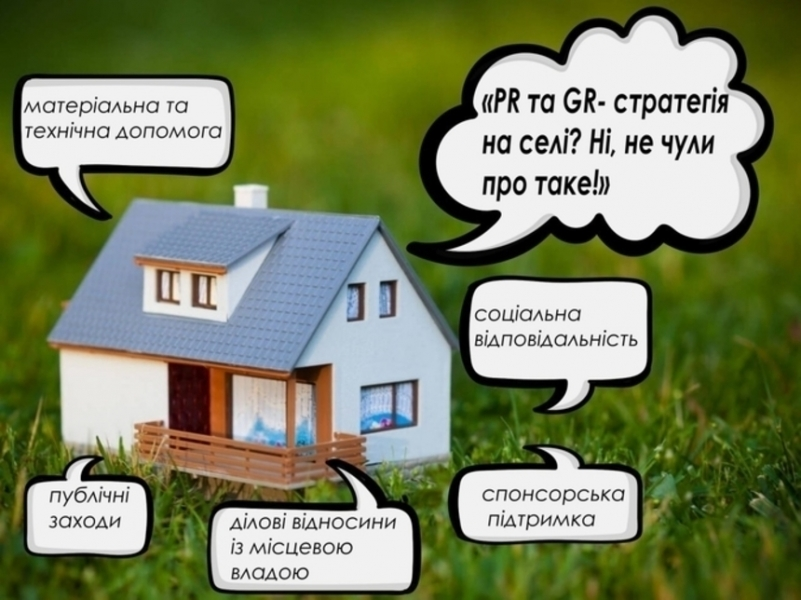 матеріальна та
технічна допомога
«PR та GR- стратегія
на селі? Ні, не чули
про таке!»
соціальна
відповідальність
публічні
заходи
ділові відносини
із місцевою
владою
спонсорська
підтримка